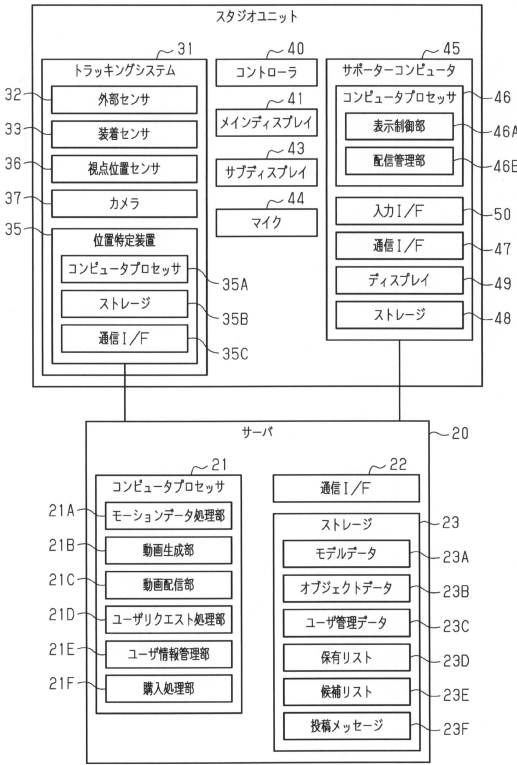 スタジオユニット
31
トラッキングシステム
32
外部センサ
33
装着センサ
36
視点位置センサ
37
カメラ
35
位置特定装置
コンピュータプロセッサ
35A
ストレージ
35B
通信I/F
35C
40
コントローラ
41
メインディスプレイ
43
サブディスプレイ
44
マイク
45
サポーターコンピュータ
コンピュータプロセッサ
46
表示制御部
46A
配信管理部
46B
入力I/F
50
通信I/F
47
ディスプレイ
49
ストレージ
48
サーバ
20
21
コンピュータプロセッサ
21A
モーションデータ処理部
21B
動画生成部
21C
動画配信部
21D
ユーザリクエスト処理部
21E
ユーザ情報管理部
21F
購入処理部
22
通信I/F
ストレージ
23
モデルデータ
23A
オブジェクトデータ
23B
ユーザ管理データ
23C
保有リスト
23D
候補リスト
23E
投稿メッセージ
23F